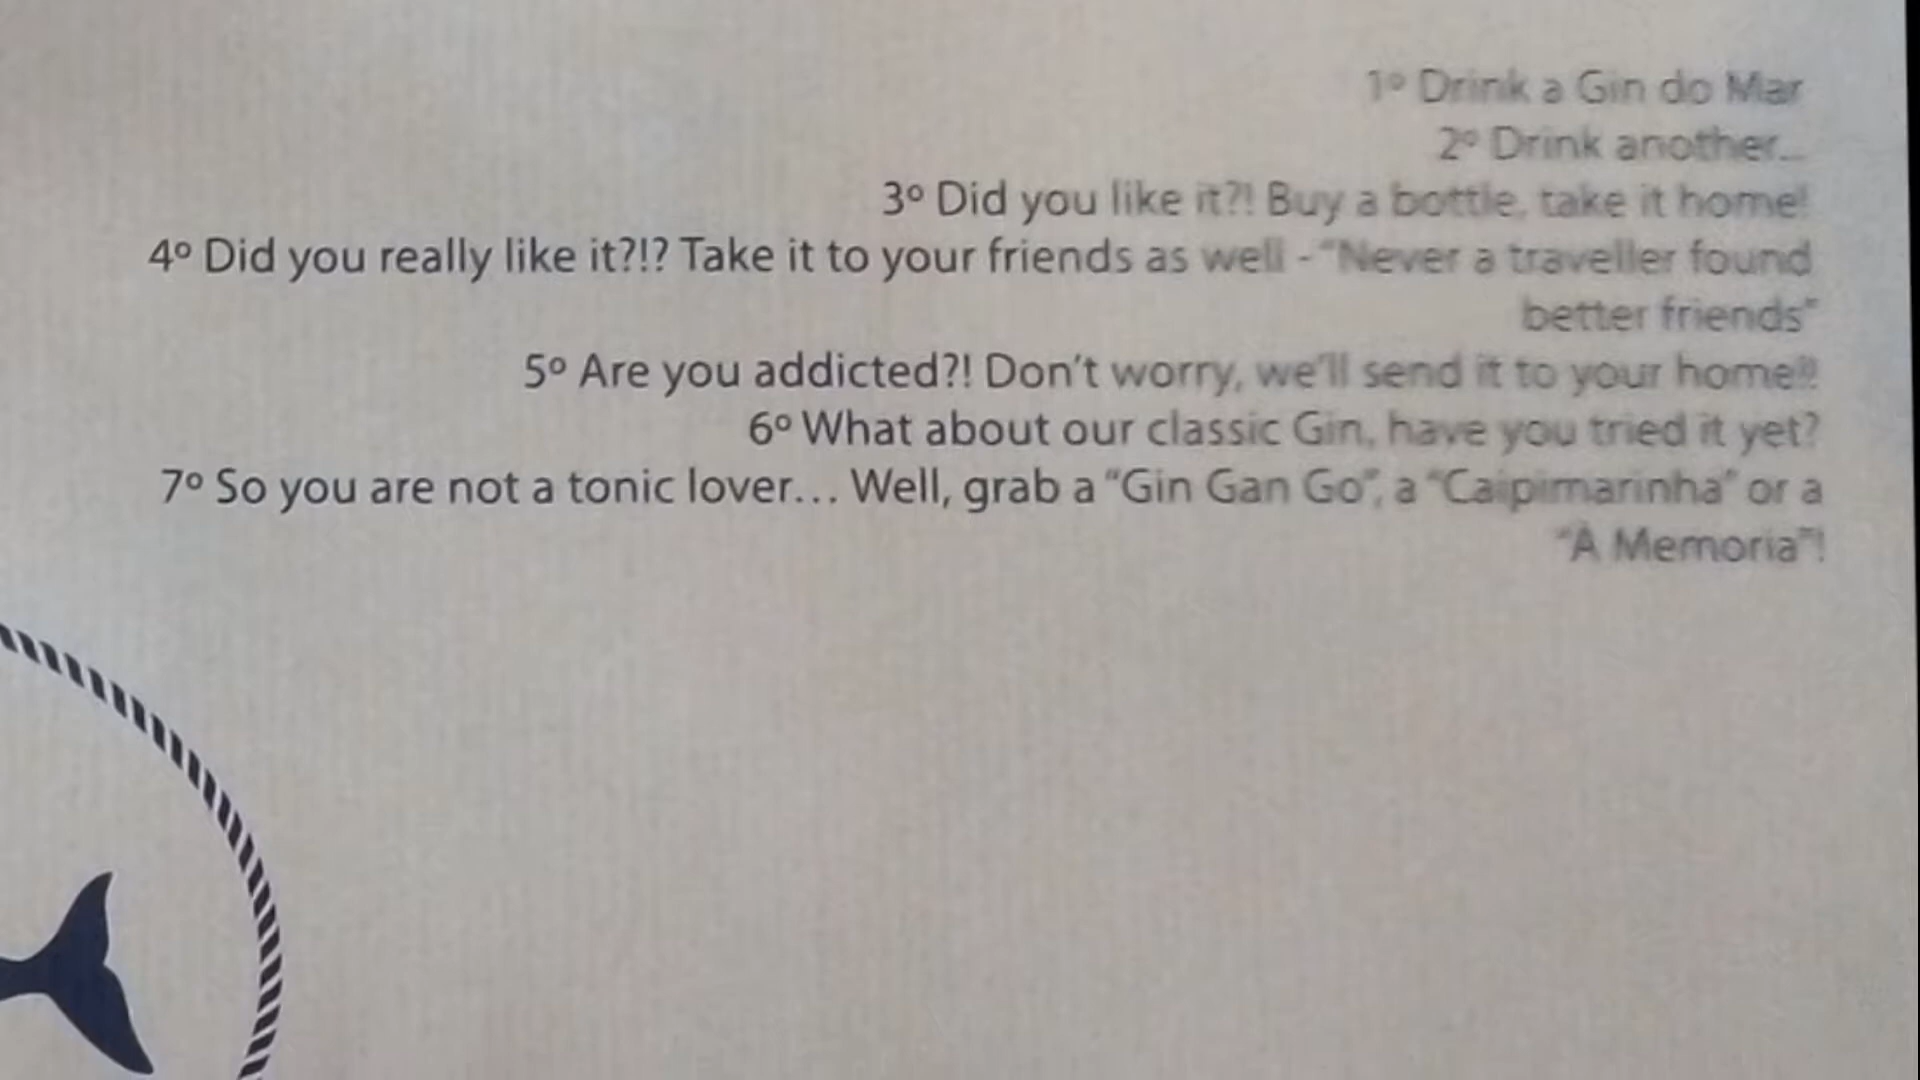 1º Drink a Gin do Mar
2º Drink another...
3º Did you like it?! Buy a bottle, take it home!
4º Did you really like it?!? Take it to your friends as well - "Never a traveller found
better friends"
5º Are you addicted?! Don't worry, we'll send it to your home!!
6º What about our classic Gin, have you tried it yet?
7º So you are not a tonic lover... Well, grab a "Gin Gan Go", a "Caipimarinha" or a
"À Memoria"!